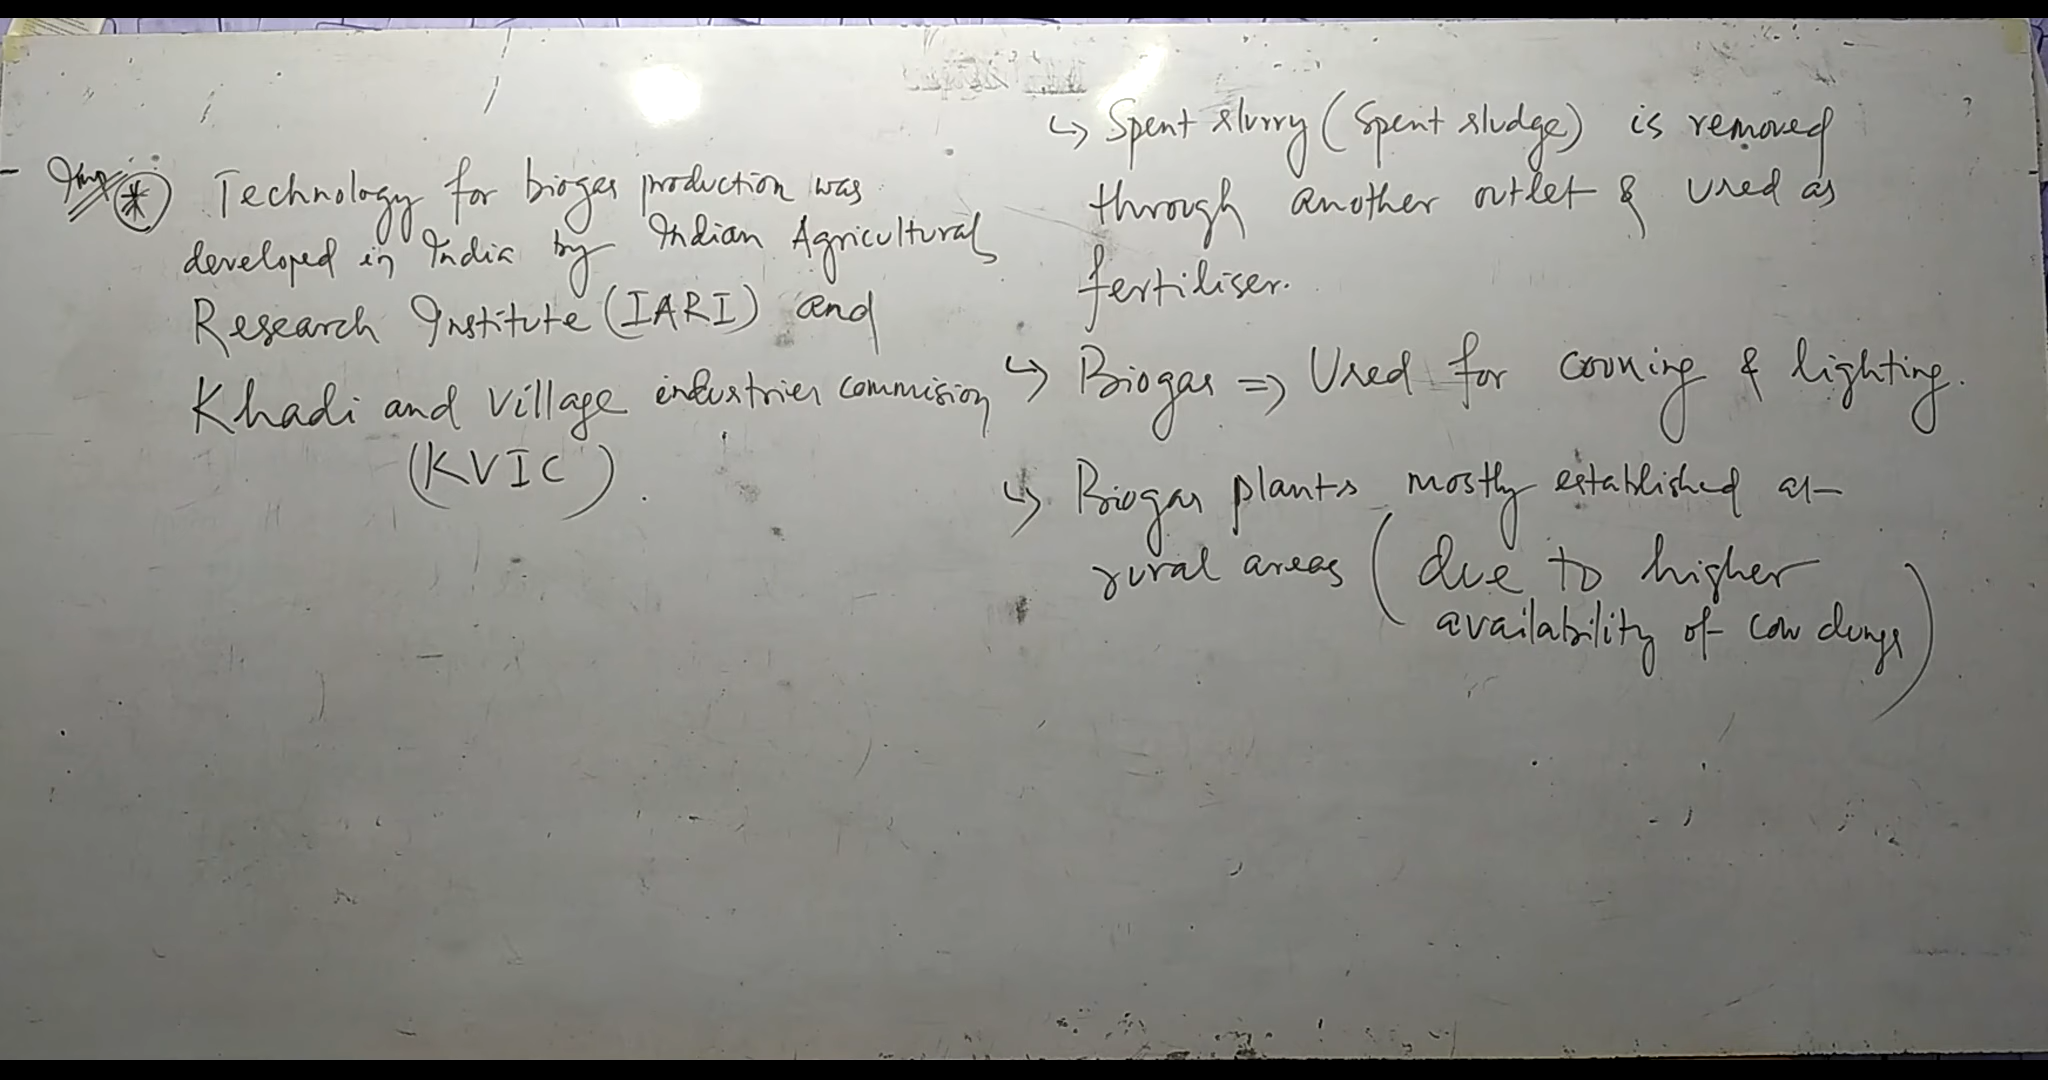 Imp * Technology for biogas production was
developed in India by Indian Agricultural
Research Institute (IARI) and
Khadi and Village industries commision
(KVIC).
↳ Spent slurry (Spent sludge) is removed
through another outlet & used as
fertiliser.
↳ Biogas ⇒ Used for cooking & lighting.
↳ Biogas plants mostly established at
rural areas (due to higher
availability of cow dungs)